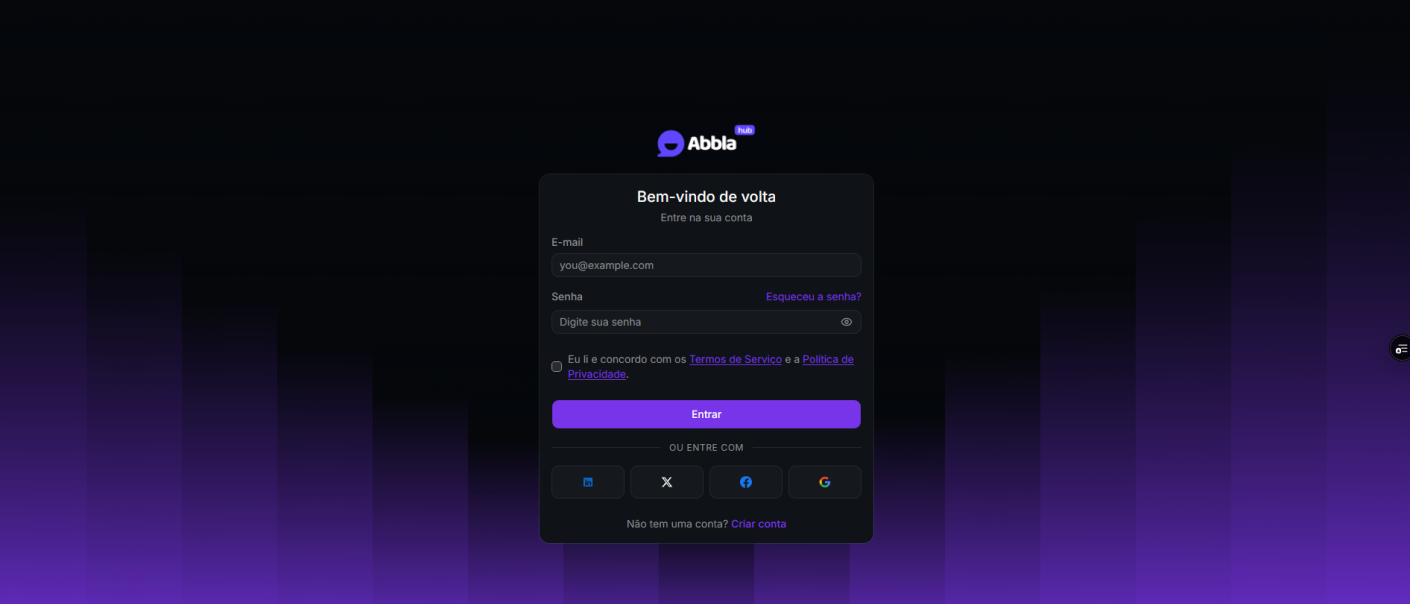 Abbla hub
Bem-vindo de volta
Entre na sua conta
E-mail
you@example.com
Senha Esqueceu a senha?
Digite sua senha
Eu li e concordo com os Termos de Serviço e a Política de
Privacidade.
Entrar
OU ENTRE COM
Não tem uma conta? Criar conta